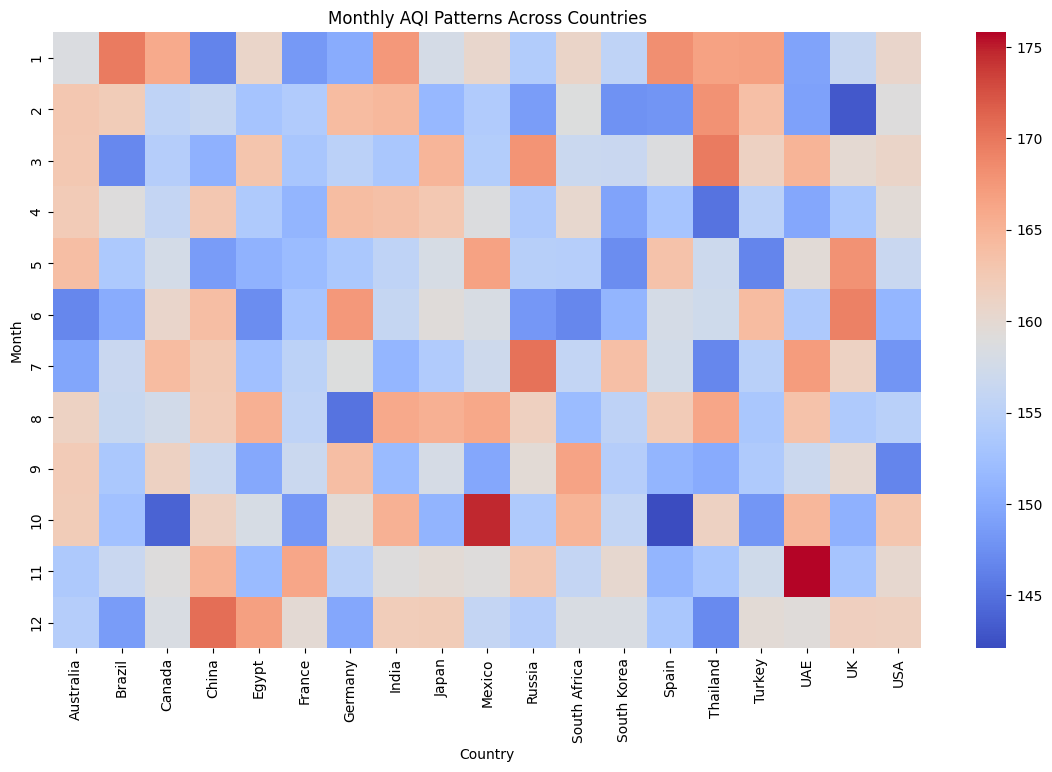 Monthly AQI Patterns Across Countries
Month
1
2
3
4
5
6
7
8
9
10
11
12
Australia
Brazil
Canada
China
Egypt
France
Germany
India
Japan
Mexico
Russia
South Africa
South Korea
Spain
Thailand
Turkey
UAE
UK
USA
Country
175
170
165
160
155
150
145